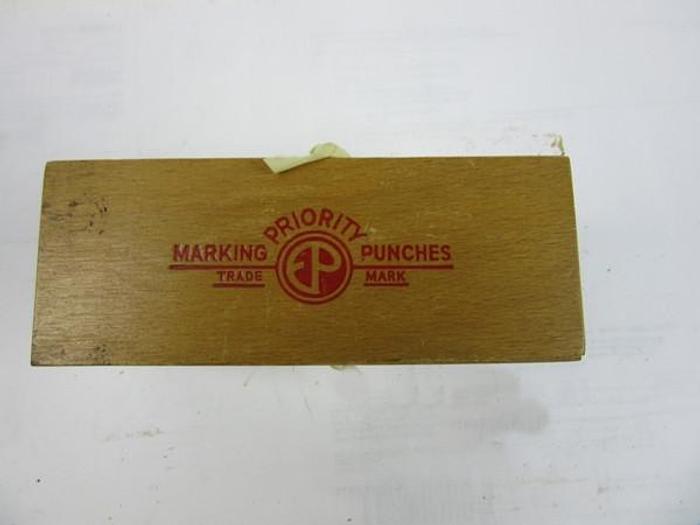 PRIORITY
MARKING PUNCHES
TRADE MARK
EP